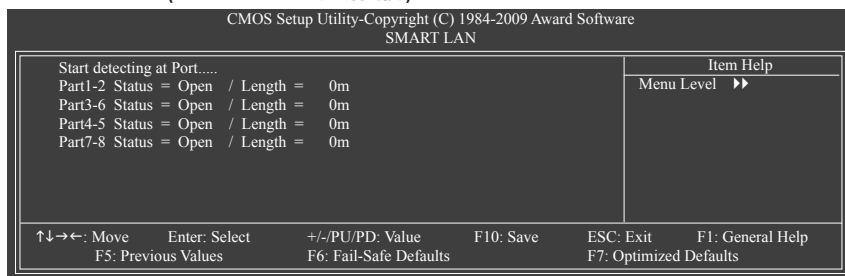 CMOS Setup Utility-Copyright (C) 1984-2009 Award Software
SMART LAN
Start detecting at Port.....
Part1-2 Status = Open / Length = 0m
Part3-6 Status = Open / Length = 0m
Part4-5 Status = Open / Length = 0m
Part7-8 Status = Open / Length = 0m
Item Help
Menu Level ▶▶
↑↓→←: Move Enter: Select +/-/PU/PD: Value F10: Save ESC: Exit F1: General Help
F5: Previous Values F6: Fail-Safe Defaults F7: Optimized Defaults